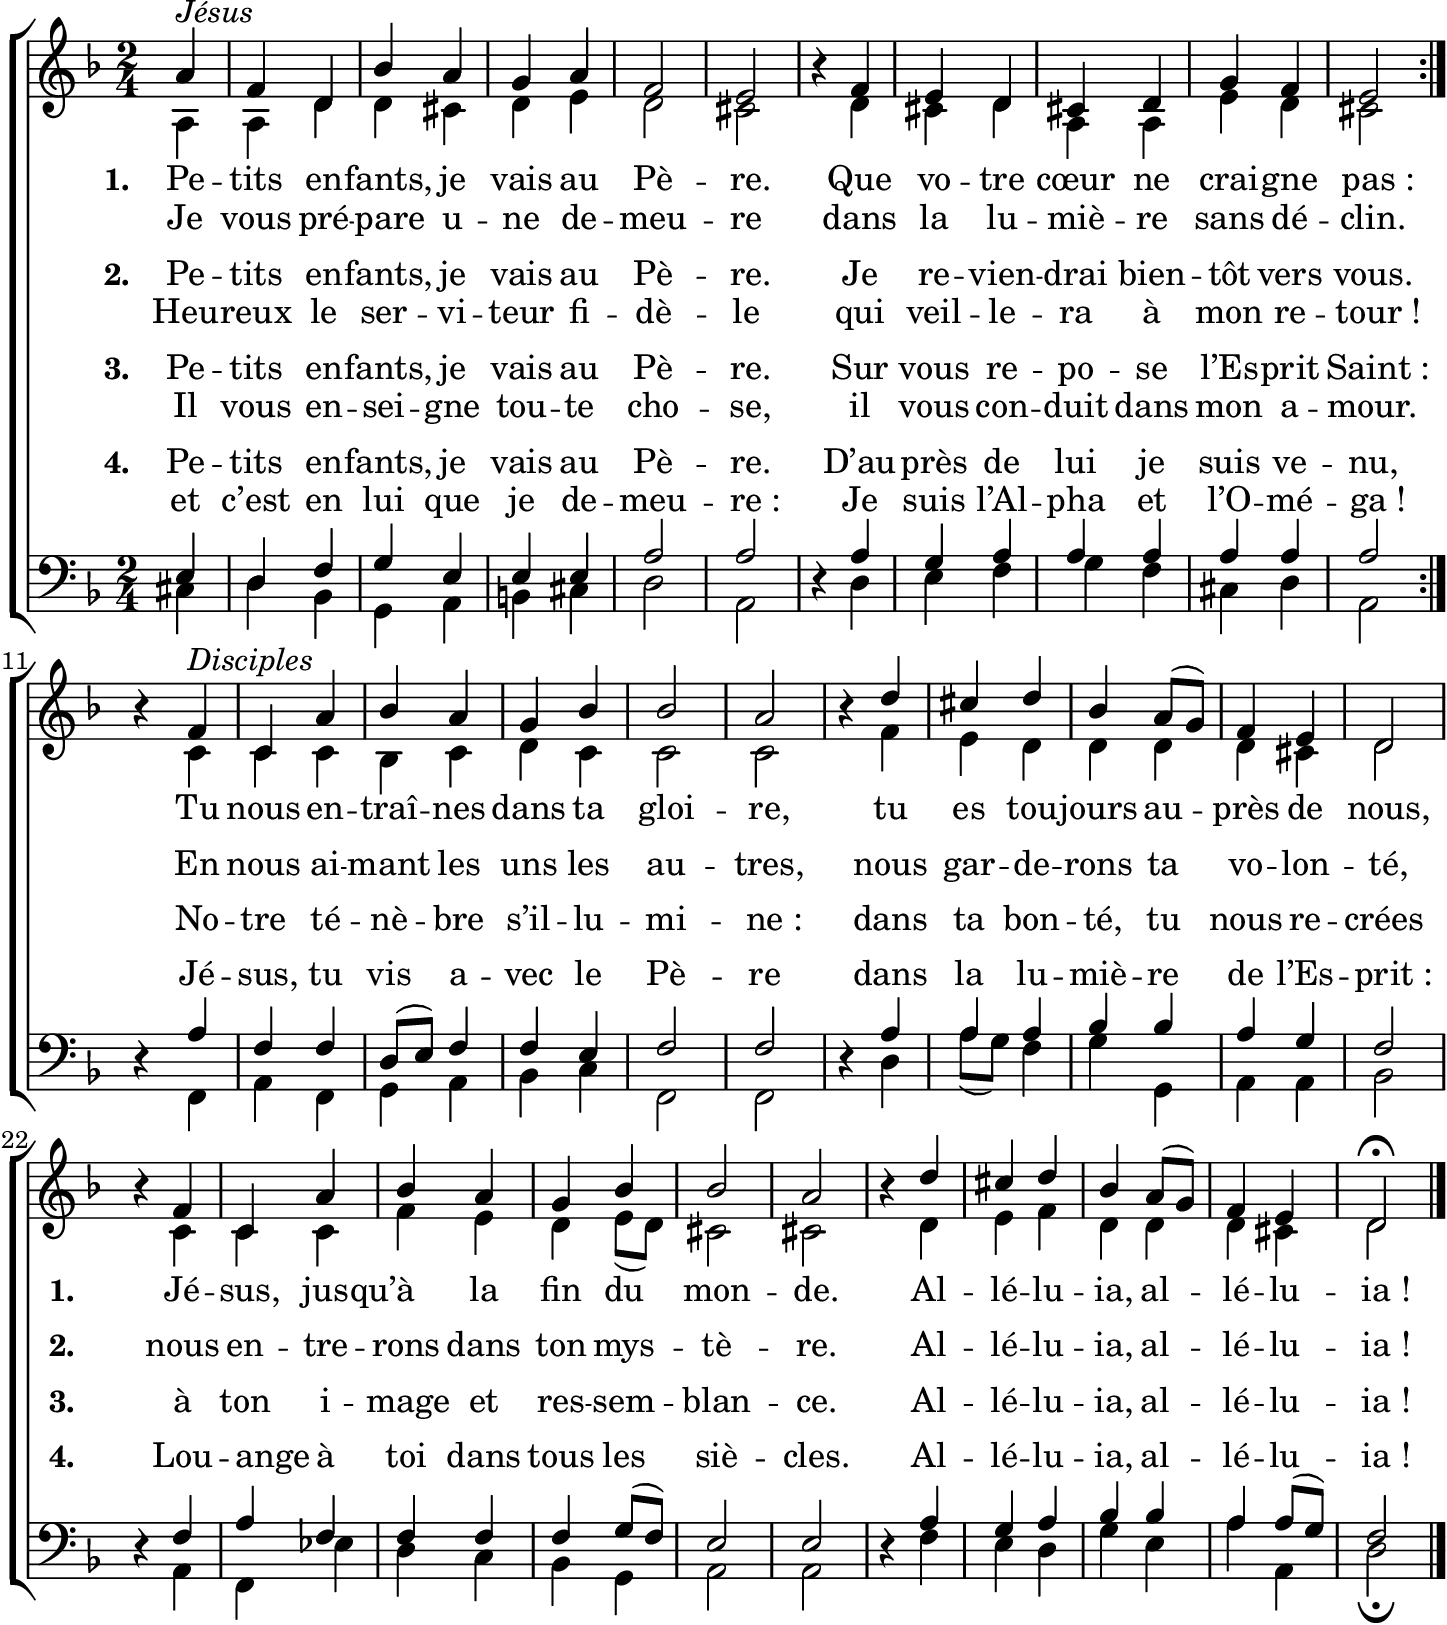 Jésus
1. Pe -- tits enfants, je vais au Pè -- re. Que vo -- tre cœur ne craigne pas :
Je vous pré -- pare u -- ne de -- meu -- re dans la lu -- miè -- re sans dé -- clin.
2. Pe -- tits enfants, je vais au Pè -- re. Je re -- vien -- drai bien -- tôt vers vous.
Heureux le ser -- vi -- teur fi -- dè -- le qui veil -- le -- ra à mon re -- tour !
3. Pe -- tits enfants, je vais au Pè -- re. Sur vous re -- po -- se l’Esprit Saint :
Il vous en -- sei -- gne tou -- te cho -- se, il vous con -- duit dans mon a -- mour.
4. Pe -- tits enfants, je vais au Pè -- re. D’au -- près de lui je suis ve -- nu,
et c’est en lui que je de -- meu -- re : Je suis l’Al -- pha et l’O -- mé -- ga !
11
Disciples
Tu nous en -- traî -- nes dans ta gloi -- re, tu es toujours au -- près de nous,
En nous ai -- mant les uns les au -- tres, nous gar -- de -- rons ta vo -- lon -- té,
No -- tre té -- nè -- bre s’il -- lu -- mi -- ne : dans ta bon -- té, tu nous re -- crées
Jé -- sus, tu vis a -- vec le Pè -- re dans la lu -- miè -- re de l’Es -- prit :
22
1. Jé -- sus, jusqu’à la fin du mon -- de. Al -- lé -- lu -- ia, al -- lé -- lu -- ia !
2. nous en -- tre -- rons dans ton mys -- tè -- re. Al -- lé -- lu -- ia, al -- lé -- lu -- ia !
3. à ton i -- mage et res -- sem -- blan -- ce. Al -- lé -- lu -- ia, al -- lé -- lu -- ia !
4. Lou -- ange à toi dans tous les siè -- cles. Al -- lé -- lu -- ia, al -- lé -- lu -- ia !